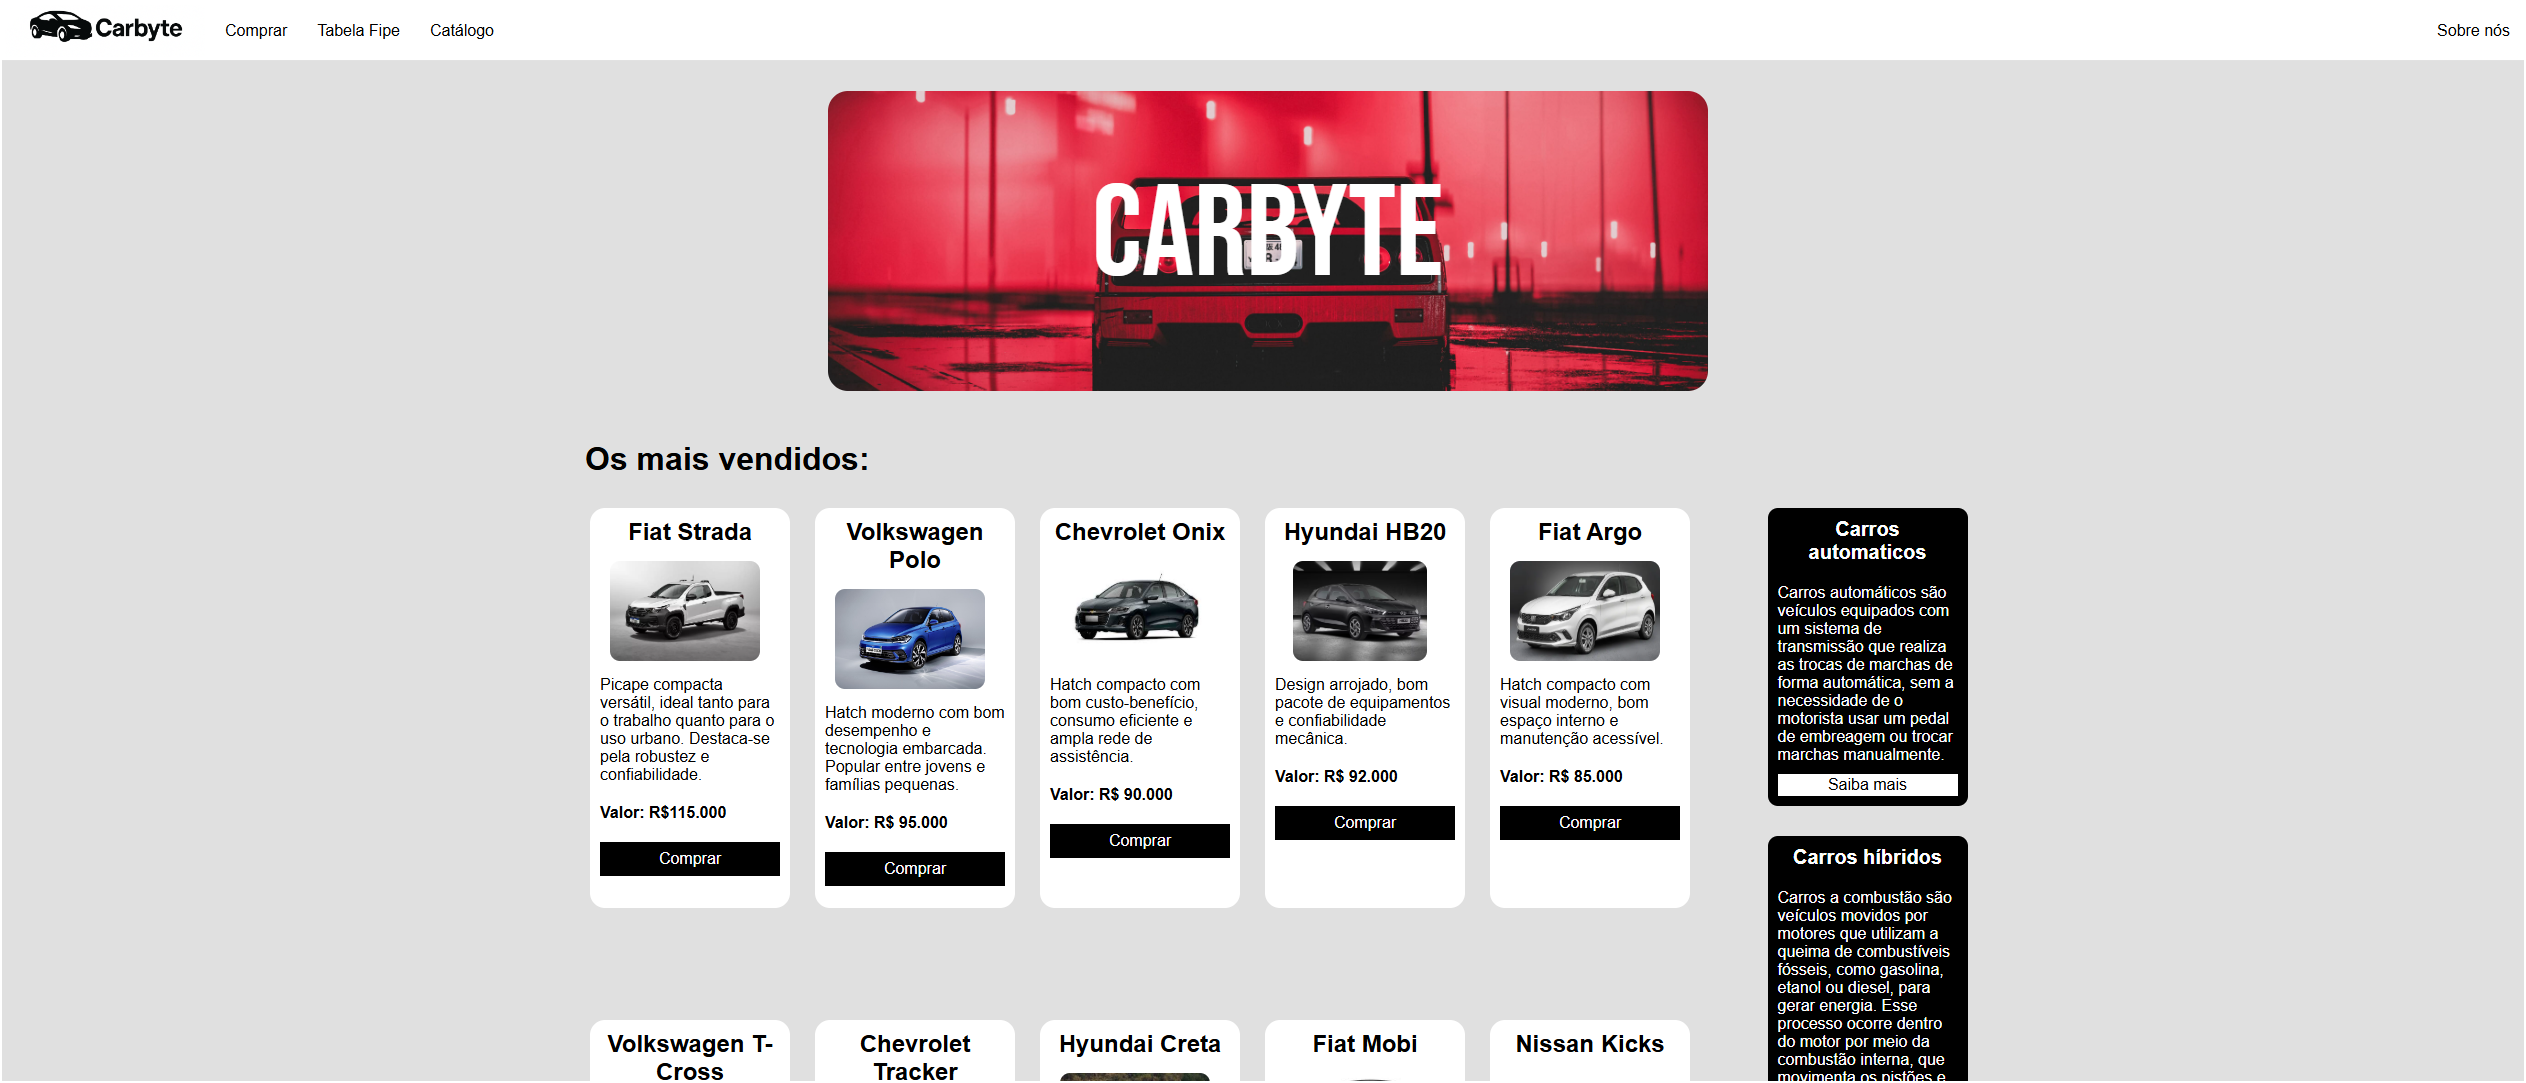 Carbyte
Comprar
Tabela Fipe
Catálogo
Sobre nós
CARBYTE
Os mais vendidos:
Fiat Strada
Picape compacta
versátil, ideal tanto para
o trabalho quanto para o
uso urbano. Destaca-se
pela robustez e
confiabilidade.
Valor: R$115.000
Comprar
Volkswagen
Polo
Hatch moderno com bom
desempenho e
tecnologia embarcada.
Popular entre jovens e
famílias pequenas.
Valor: R$ 95.000
Comprar
Chevrolet Onix
Hatch compacto com
bom custo-benefício,
consumo eficiente e
ampla rede de
assistência.
Valor: R$ 90.000
Comprar
Hyundai HB20
Design arrojado, bom
pacote de equipamentos
e confiabilidade
mecânica.
Valor: R$ 92.000
Comprar
Fiat Argo
Hatch compacto com
visual moderno, bom
espaço interno e
manutenção acessível.
Valor: R$ 85.000
Comprar
Carros
automaticos
Carros automáticos são
veículos equipados com
um sistema de
transmissão que realiza
as trocas de marchas de
forma automática, sem a
necessidade de o
motorista usar um pedal
de embreagem ou trocar
marchas manualmente.
Saiba mais
Carros híbridos
Carros a combustão são
veículos movidos por
motores que utilizam a
queima de combustíveis
fósseis, como gasolina,
etanol ou diesel, para
gerar energia. Esse
processo ocorre dentro
do motor por meio da
combustão interna, que
movimenta os pistões e
Volkswagen T-
Cross
Chevrolet
Tracker
Hyundai Creta
Fiat Mobi
Nissan Kicks